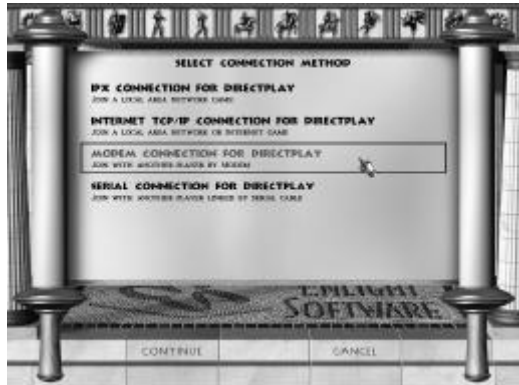 SELECT CONNECTION METHOD
IPX CONNECTION FOR DIRECTPLAY
JOIN A LOCAL AREA NETWORK GAME
INTERNET TCP/IP CONNECTION FOR DIRECTPLAY
JOIN A LOCAL AREA NETWORK OR INTERNET GAME
MODEM CONNECTION FOR DIRECTPLAY
JOIN WITH ANOTHER PLAYER BY MODEM
SERIAL CONNECTION FOR DIRECTPLAY
JOIN WITH ANOTHER PLAYER LINKED BY SERIAL CABLE
ENLIGHT
SOFTWARE
CONTINUE CANCEL